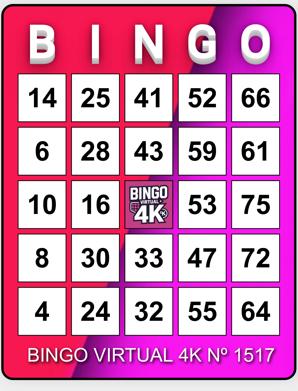 BINGO
14 25 41 52 66
6 28 43 59 61
10 16 BINGO VIRTUAL 4K 53 75
8 30 33 47 72
4 24 32 55 64
BINGO VIRTUAL 4K Nº 1517